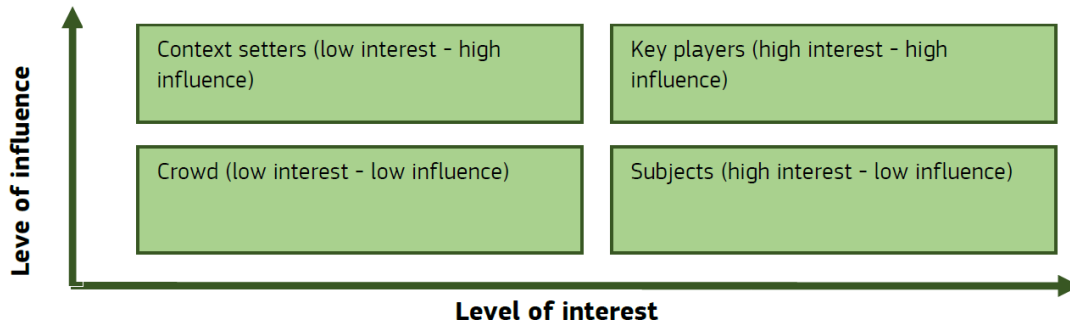 Leve of influence
Context setters (low interest - high
influence)
Key players (high interest - high
influence)
Crowd (low interest - low influence)
Subjects (high interest - low influence)
Level of interest